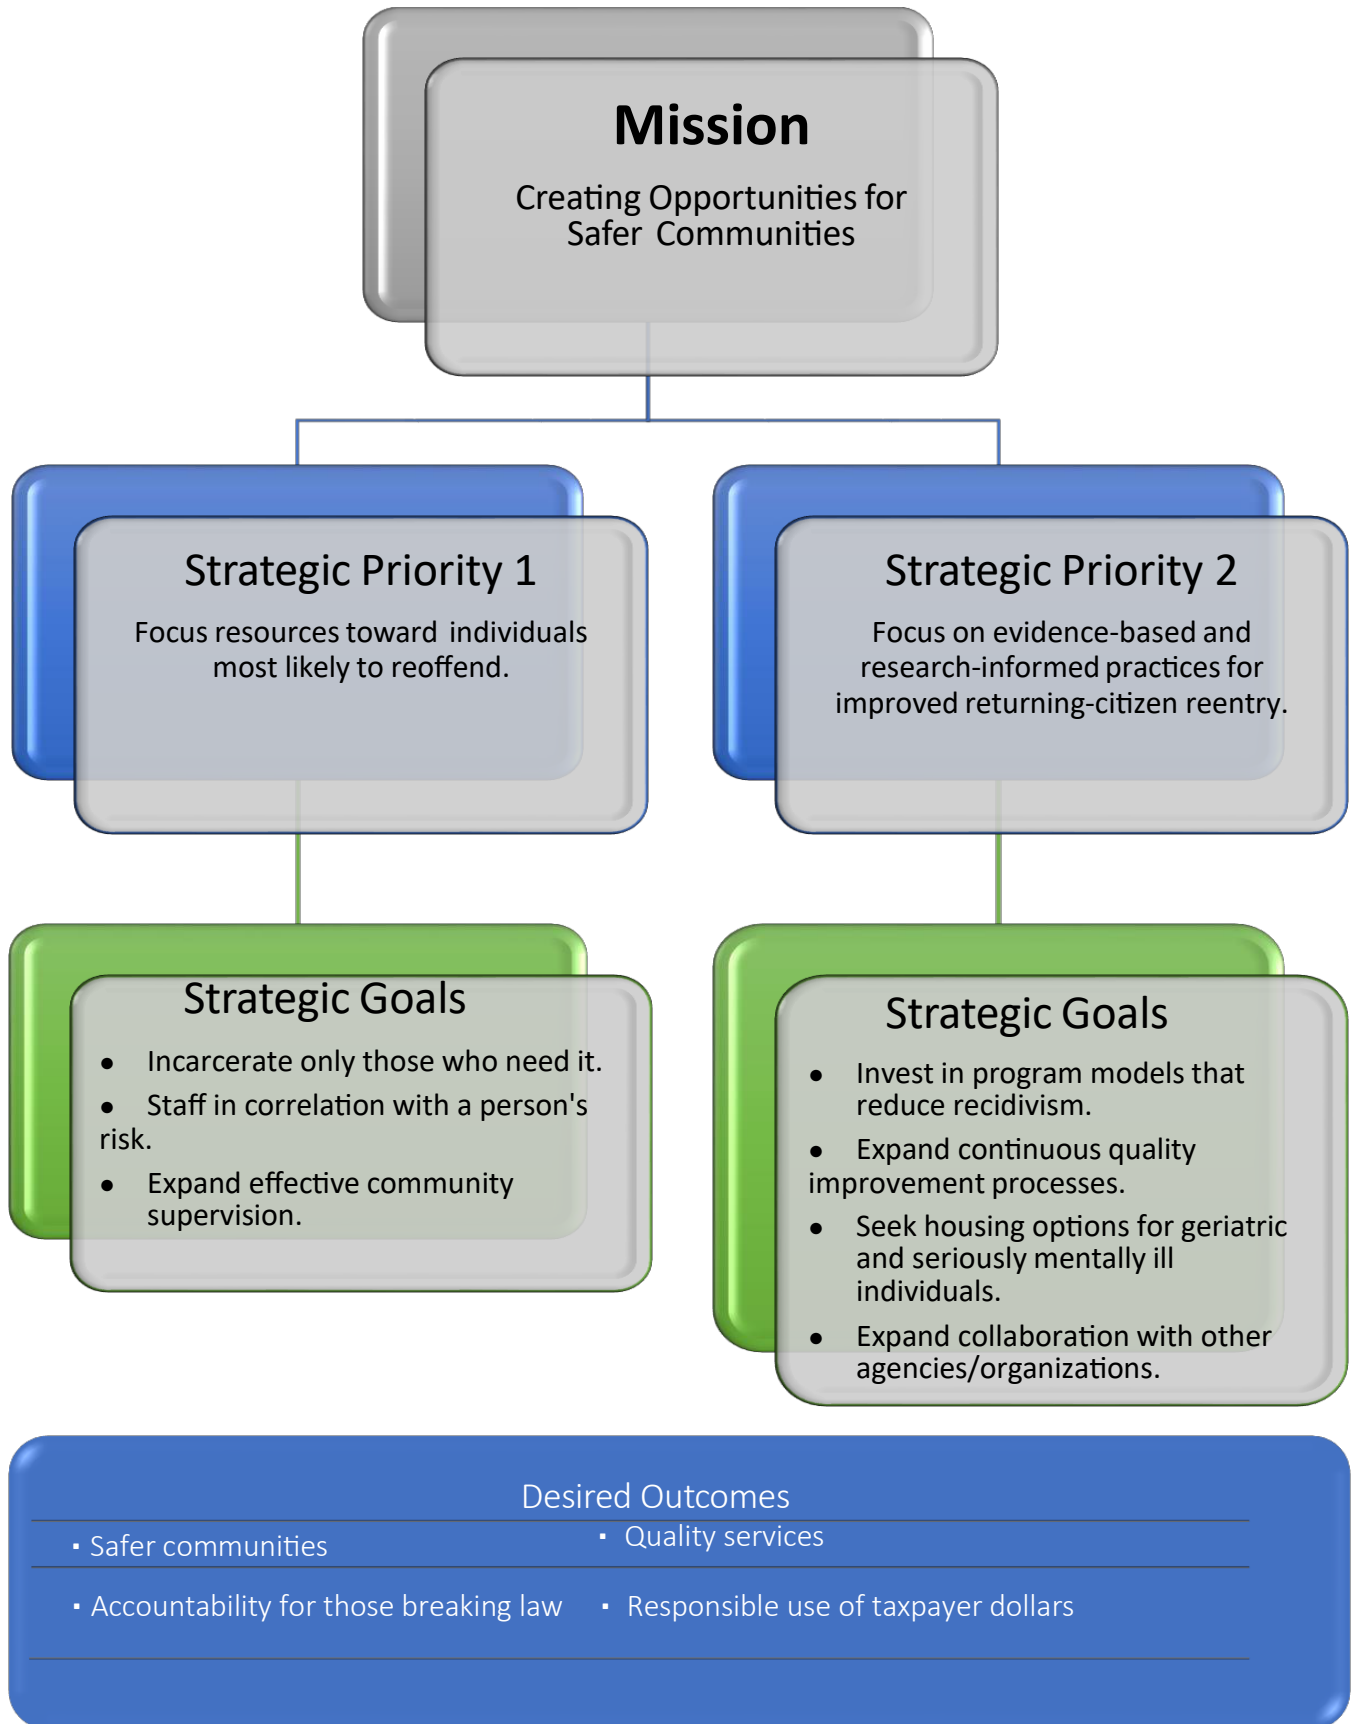 Mission
Creating Opportunities for
Safer Communities
Strategic Priority 1
Focus resources toward individuals
most likely to reoffend.
Strategic Priority 2
Focus on evidence-based and
research-informed practices for
improved returning-citizen reentry.
Strategic Goals
● Incarcerate only those who need it.
● Staff in correlation with a person's
risk.
● Expand effective community
supervision.
Strategic Goals
● Invest in program models that
reduce recidivism.
● Expand continuous quality
improvement processes.
● Seek housing options for geriatric
and seriously mentally ill
individuals.
● Expand collaboration with other
agencies/organizations.
Desired Outcomes
▪ Safer communities
▪ Quality services
▪ Accountability for those breaking law
▪ Responsible use of taxpayer dollars